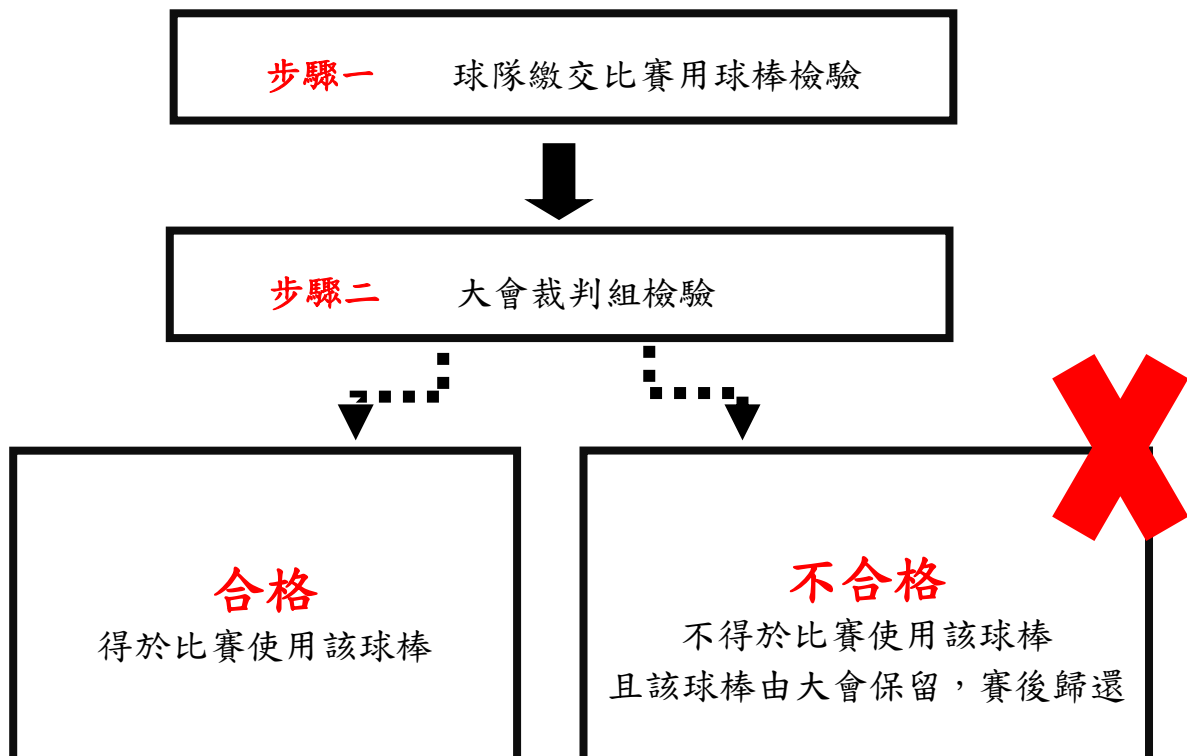 步驟一 球隊繳交比賽用球棒檢驗
步驟二 大會裁判組檢驗
合格
得於比賽使用該球棒
不合格
不得於比賽使用該球棒
且該球棒由大會保留，賽後歸還